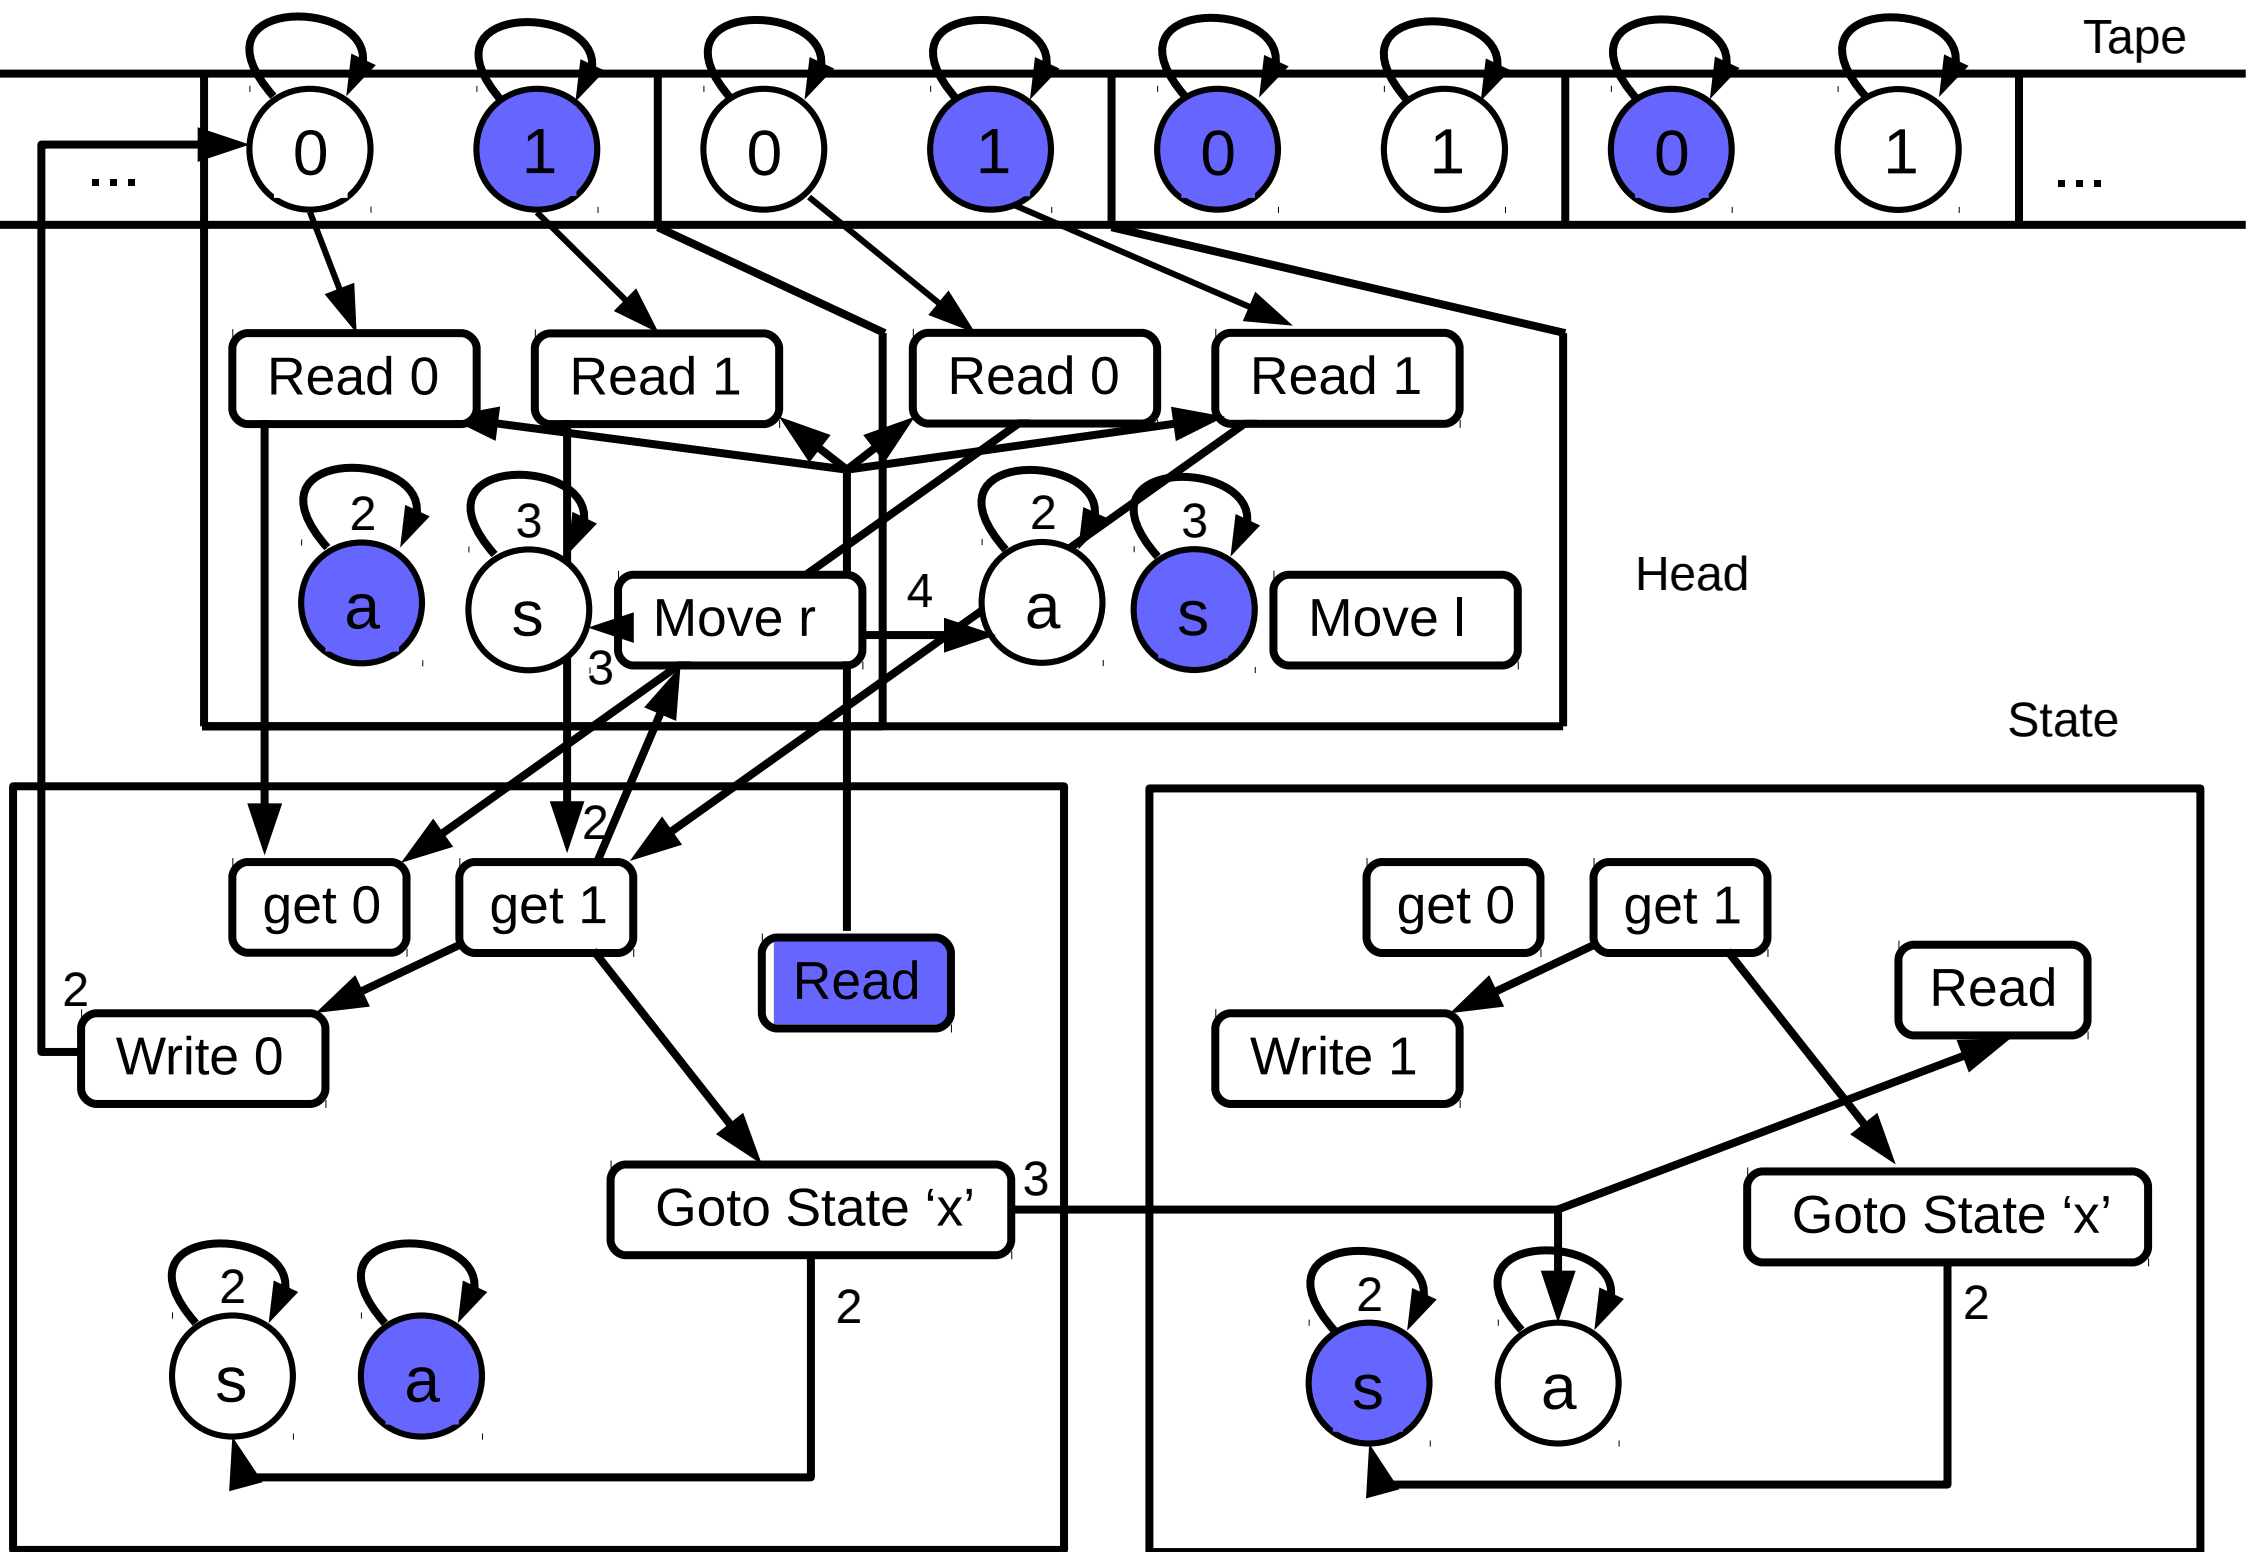 Tape
... 0 1 0 1 0 1 0 1 ...
Read 0 Read 1 Read 0 Read 1
2 3 2 3
a s Move r 4 a s Move l
Head
3
State
2
get 0 get 1 get 0 get 1
Read Read
2
Write 0 Write 1
3
Goto State ‘x’ Goto State ‘x’
2 2 2 2
s a s a